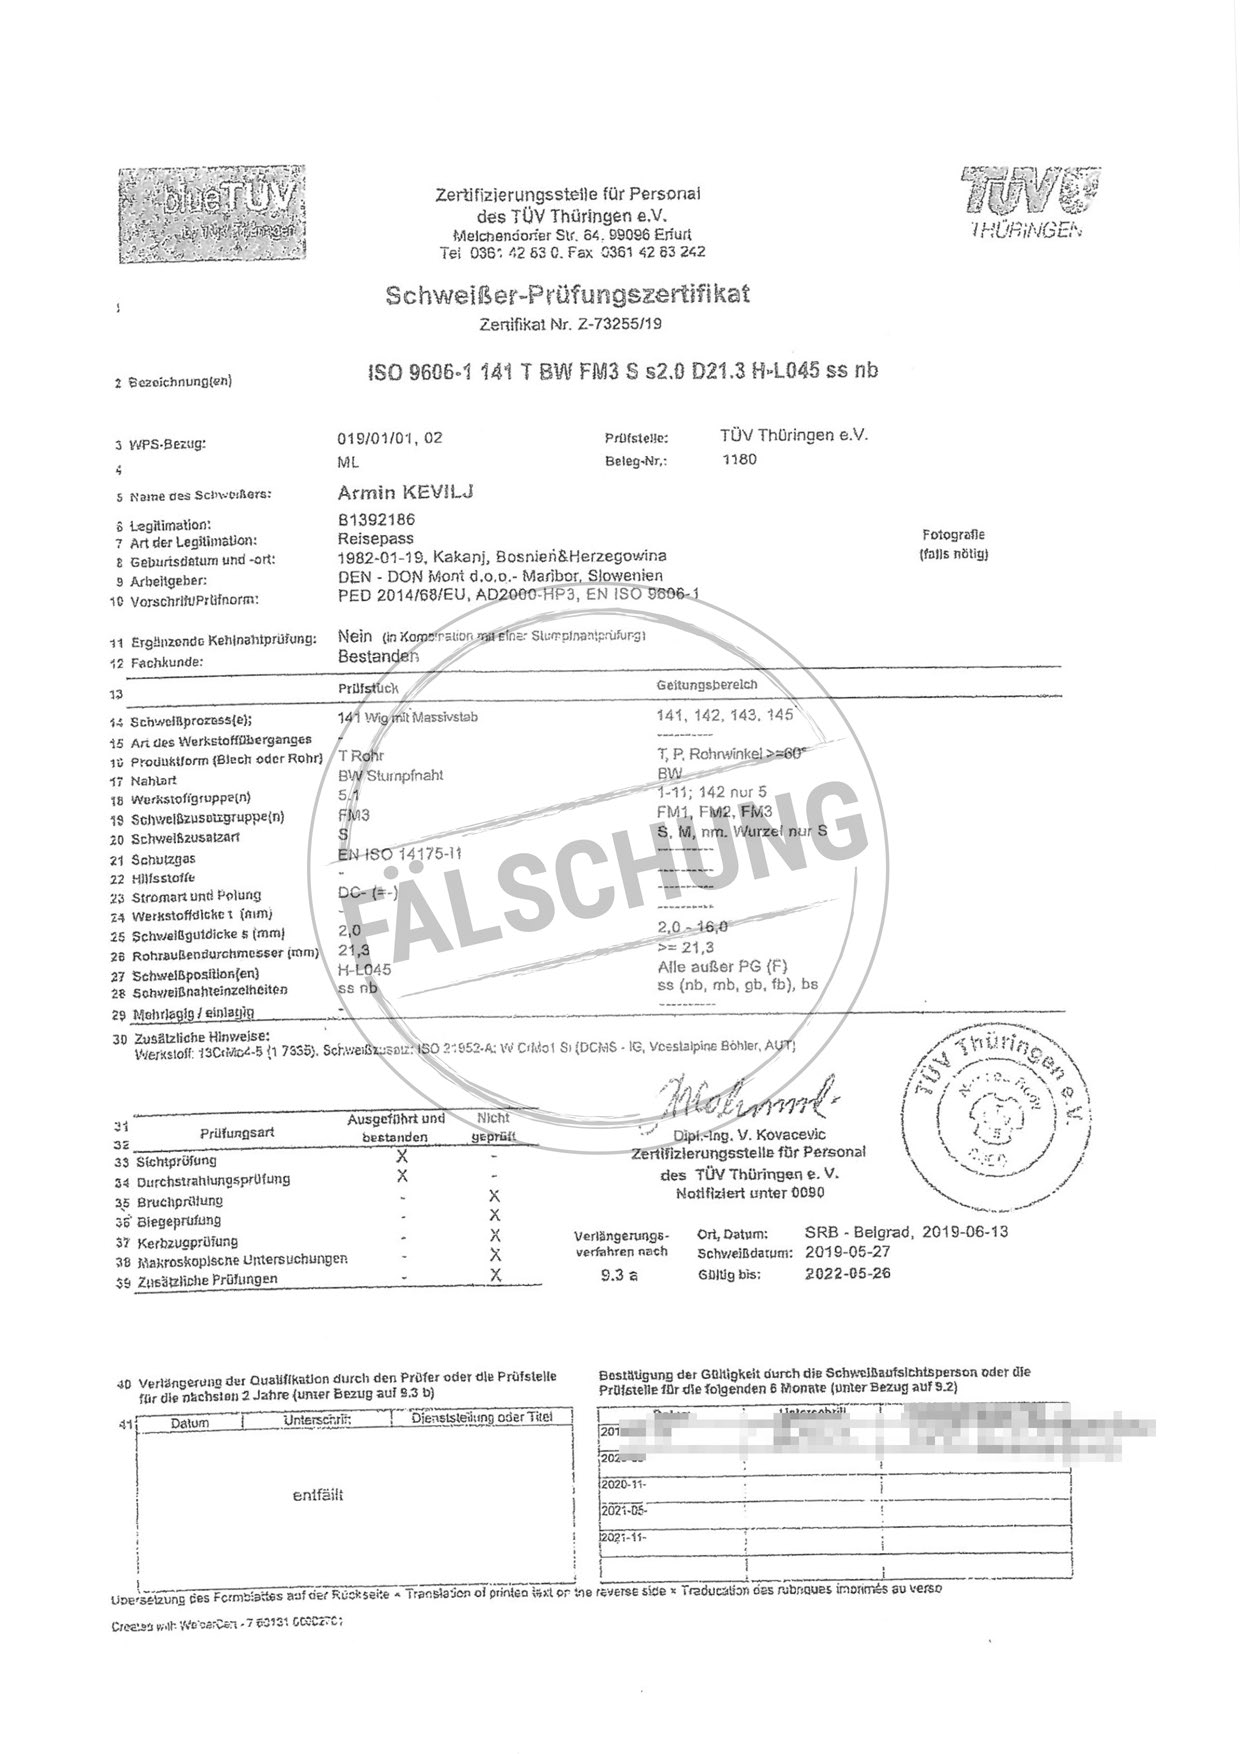 blueTÜV
by TÜV Thüringen
Zertifizierungsstelle für Personal
des TÜV Thüringen e.V.
Melchendorfer Str. 64, 99096 Erfurt
Tel 0361 42 83 0, Fax 0361 42 83 242
TÜV
THÜRINGEN
1
Schweißer-Prüfungszertifikat
Zertifikat Nr. Z-73255/19
2 Bezeichnung(en) ISO 9606-1 141 T BW FM3 S s2.0 D21.3 H-L045 ss nb
3 WPS-Bezug: 019/01/01, 02 Prüfstelle: TÜV Thüringen e.V.
4 ML Beleg-Nr.: 1180
5 Name des Schweißers: Armin KEVILJ
6 Legitimation: B1392186
7 Art der Legitimation: Reisepass
8 Geburtsdatum und -ort: 1982-01-19, Kakanj, Bosnien&Herzegowina
9 Arbeitgeber: DEN - DON Mont d.o.o.- Maribor, Slowenien
10 Vorschrift/Prüfnorm: PED 2014/68/EU, AD2000-HP3, EN ISO 9606-1
Fotografie
(falls nötig)
11 Ergänzende Kehlnahtprüfung: Nein (in Kombination mit einer Stumpfnahtprüfung)
12 Fachkunde: Bestanden
13 Prüfstück Geltungsbereich
14 Schweißprozess(e): 141 Wig mit Massivstab 141, 142, 143, 145
15 Art des Werkstoffüberganges - ----------
16 Produktform (Blech oder Rohr) T Rohr T, P, Rohrwinkel >=60°
17 Nahtart BW Stumpfnaht BW
18 Werkstoffgruppe(n) 5.1 1-11; 142 nur 5
19 Schweißzusatzgruppe(n) FM3 FM1, FM2, FM3
20 Schweißzusatzart S S, M, nm. Wurzel nur S
21 Schutzgas EN ISO 14175-I1 ----------
22 Hilfsstoffe - ----------
23 Stromart und Polung DC- (=-) ----------
24 Werkstoffdicke t (mm) - ----------
25 Schweißgutdicke s (mm) 2,0 2,0 - 16,0
26 Rohraußendurchmesser (mm) 21,3 >= 21,3
27 Schweißposition(en) H-L045 Alle außer PG (F)
28 Schweißnahteinzelheiten ss nb ss (nb, mb, gb, fb), bs
29 Mehrlagig / einlagig - ----------
FÄLSCHUNG
30 Zusätzliche Hinweise:
Werkstoff: 13CrMo4-5 (1.7335), Schweißzusatz: ISO 21952-A: W CrMo1 Si (DCMS - IG, Voestalpine Böhler, AUT)
TÜV Thüringen e.V.
31
32 Prüfungsart Ausgeführt und bestanden Nicht geprüft
33 Sichtprüfung X -
34 Durchstrahlungsprüfung X -
35 Bruchprüfung - X
36 Biegeprüfung - X
37 Kerbzugprüfung - X
38 Makroskopische Untersuchungen - X
39 Zusätzliche Prüfungen - X
Dipl.-Ing. V. Kovacevic
Zertifizierungsstelle für Personal
des TÜV Thüringen e. V.
Notifiziert unter 0090
Verlängerungs-
verfahren nach
9.3 a
Ort, Datum: SRB - Belgrad, 2019-06-13
Schweißdatum: 2019-05-27
Gültig bis: 2022-05-26
40 Verlängerung der Qualifikation durch den Prüfer oder die Prüfstelle
für die nächsten 2 Jahre (unter Bezug auf 9.3 b)
41 Datum Unterschrift Dienststellung oder Titel
entfällt
Bestätigung der Gültigkeit durch die Schweißaufsichtsperson oder die
Prüfstelle für die folgenden 6 Monate (unter Bezug auf 9.2)
2020-11-
2021-05-
2021-11-
Übersetzung des Formblattes auf der Rückseite * Translation of printed text on the reverse side * Traducation des rubriques imprimés au verso
Created with